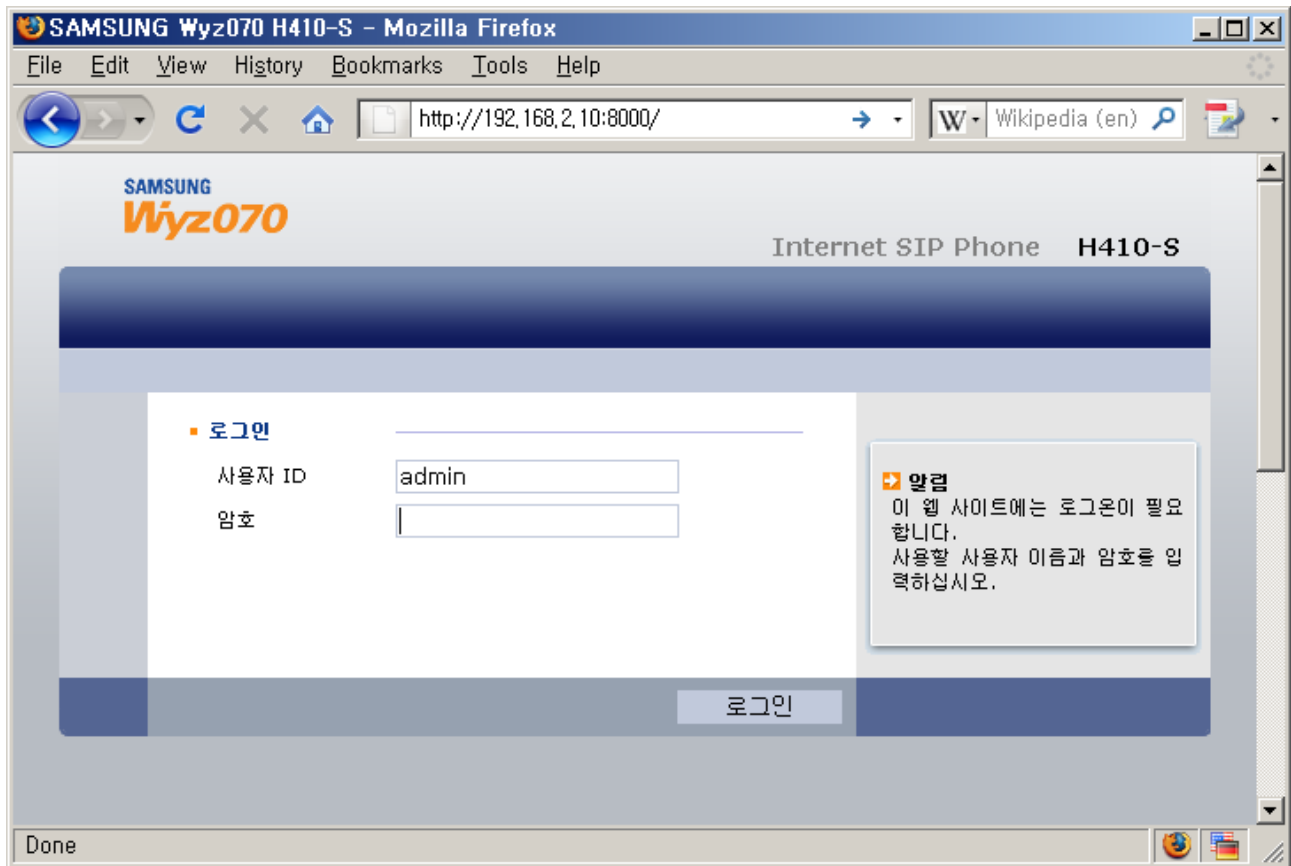 SAMSUNG Wyz070 H410-S - Mozilla Firefox
File Edit View History Bookmarks Tools Help
http://192.168.2.10:8000/
W Wikipedia (en)
SAMSUNG
Wyz070
Internet SIP Phone H410-S
로그인
사용자 ID admin
암호
알림
이 웹 사이트에는 로그온이 필요
합니다.
사용할 사용자 이름과 암호를 입
력하십시오.
로그인
Done